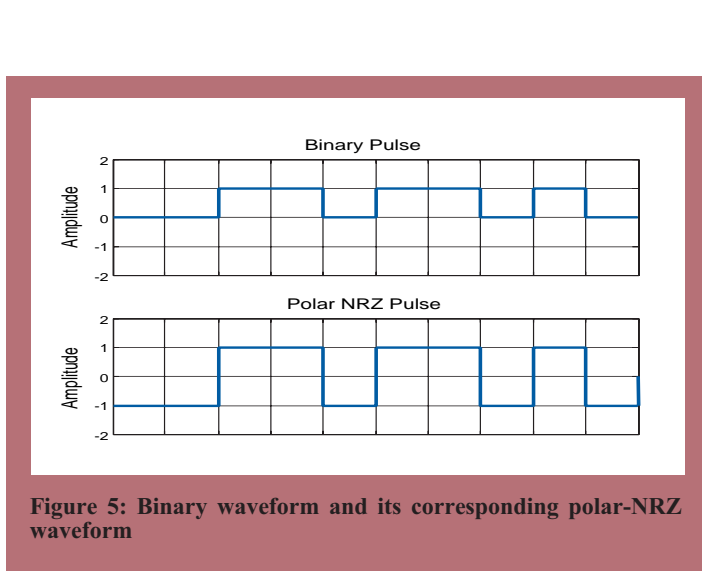 Binary Pulse
2
1
0
-1
-2
Amplitude
Polar NRZ Pulse
2
1
0
-1
-2
Amplitude
Figure 5: Binary waveform and its corresponding polar-NRZ
waveform